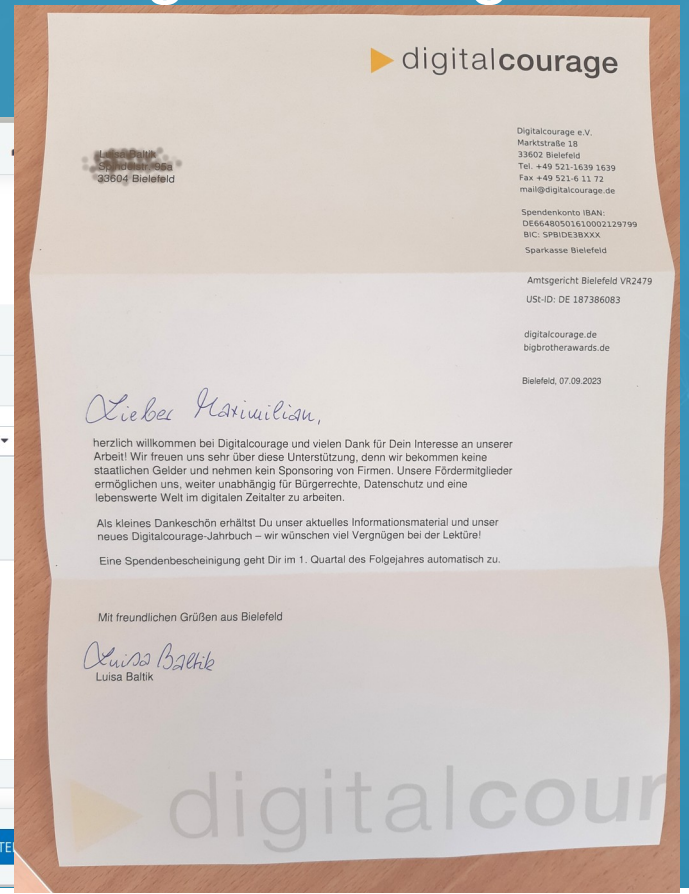 digitalcourage
Digitalcourage e.V.
Marktstraße 18
33602 Bielefeld
Tel. +49 521-1639 1639
Fax +49 521-6 11 72
mail@digitalcourage.de
33604 Bielefeld
Spendenkonto IBAN:
DE66480501610002129799
BIC: SPBIDE3BXXX
Sparkasse Bielefeld
Amtsgericht Bielefeld VR2479
USt-ID: DE 187386083
digitalcourage.de
bigbrotherawards.de
Bielefeld, 07.09.2023
Lieber Maximilian,
herzlich willkommen bei Digitalcourage und vielen Dank für Dein Interesse an unserer
Arbeit! Wir freuen uns sehr über diese Unterstützung, denn wir bekommen keine
staatlichen Gelder und nehmen kein Sponsoring von Firmen. Unsere Fördermitglieder
ermöglichen uns, weiter unabhängig für Bürgerrechte, Datenschutz und eine
lebenswerte Welt im digitalen Zeitalter zu arbeiten.
Als kleines Dankeschön erhältst Du unser aktuelles Informationsmaterial und unser
neues Digitalcourage-Jahrbuch – wir wünschen viel Vergnügen bei der Lektüre!
Eine Spendenbescheinigung geht Dir im 1. Quartal des Folgejahres automatisch zu.
Mit freundlichen Grüßen aus Bielefeld
Luisa Baltik
Luisa Baltik
digitalcour